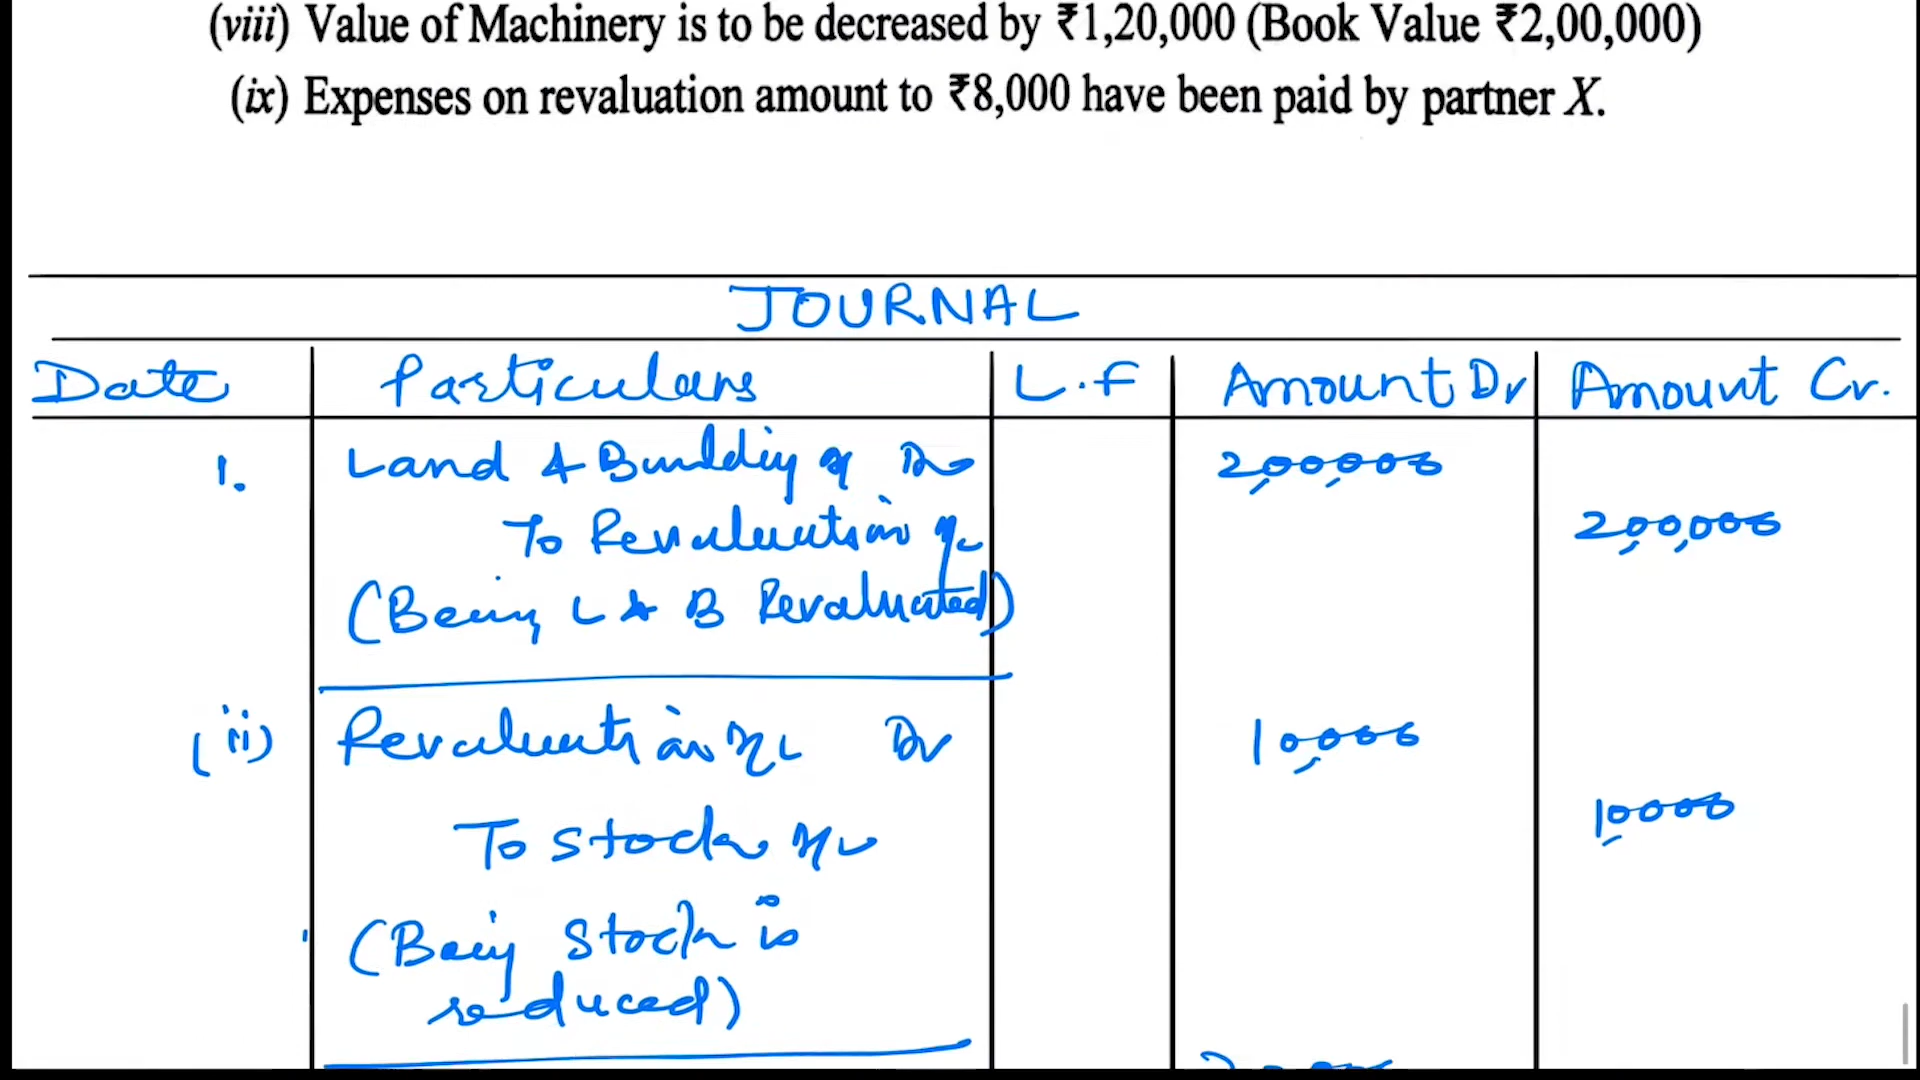 (viii) Value of Machinery is to be decreased by ₹1,20,000 (Book Value ₹2,00,000)
(ix) Expenses on revaluation amount to ₹8,000 have been paid by partner X.
JOURNAL
Date Particulars L.F Amount Dr Amount Cr.
1. Land & Building A/c Dr 2,00,000
To Revaluation A/c 2,00,000
(Being L & B Revaluated)
(ii) Revaluation A/c Dr 10,000
To Stock A/c 10,000
(Being Stock is
reduced)